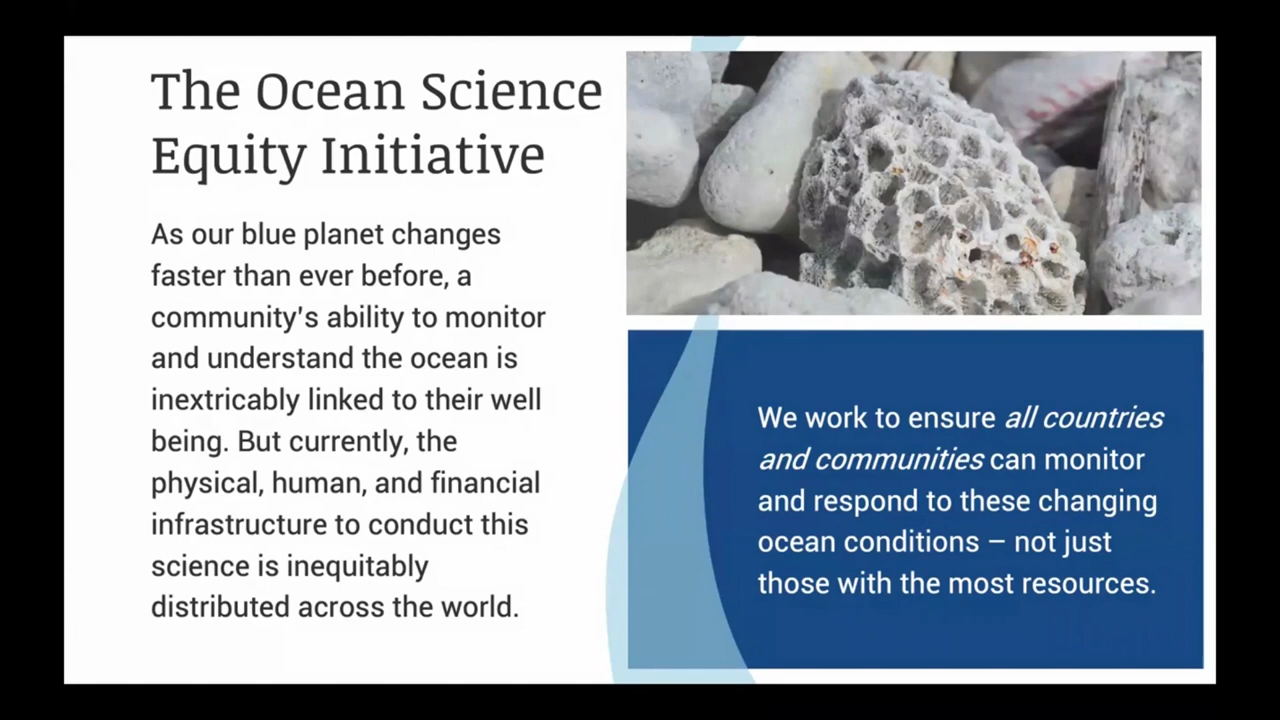 The Ocean Science
Equity Initiative
As our blue planet changes
faster than ever before, a
community's ability to monitor
and understand the ocean is
inextricably linked to their well
being. But currently, the
physical, human, and financial
infrastructure to conduct this
science is inequitably
distributed across the world.
We work to ensure all countries
and communities can monitor
and respond to these changing
ocean conditions – not just
those with the most resources.